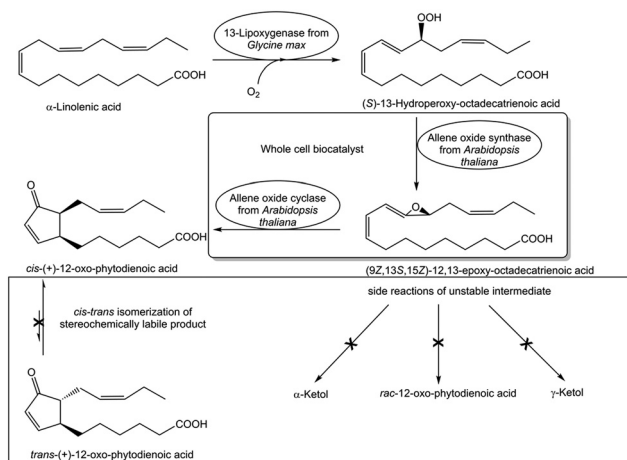 13-Lipoxygenase from
Glycine max
O2
COOH
α-Linolenic acid
OOH
COOH
(S)-13-Hydroperoxy-octadecatrienoic acid
Whole cell biocatalyst
Allene oxide synthase
from Arabidopsis
thaliana
O
COOH
cis-(+)-12-oxo-phytodienoic acid
Allene oxide cyclase
from Arabidopsis
thaliana
O
COOH
(9Z,13S,15Z)-12,13-epoxy-octadecatrienoic acid
cis-trans isomerization of
stereochemically labile product
side reactions of unstable intermediate
α-Ketol
rac-12-oxo-phytodienoic acid
γ-Ketol
O
COOH
trans-(+)-12-oxo-phytodienoic acid